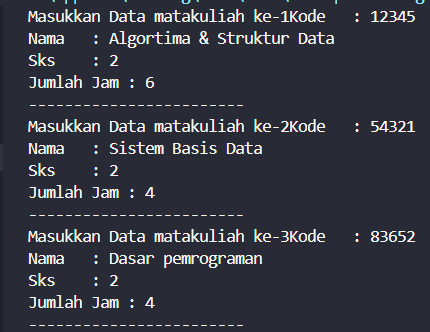 Masukkan Data matakuliah ke-1Kode   : 12345
Nama   : Algortima & Struktur Data
Sks    : 2
Jumlah Jam : 6
------------------------
Masukkan Data matakuliah ke-2Kode   : 54321
Nama   : Sistem Basis Data
Sks    : 2
Jumlah Jam : 4
------------------------
Masukkan Data matakuliah ke-3Kode   : 83652
Nama   : Dasar pemrograman
Sks    : 2
Jumlah Jam : 4
------------------------